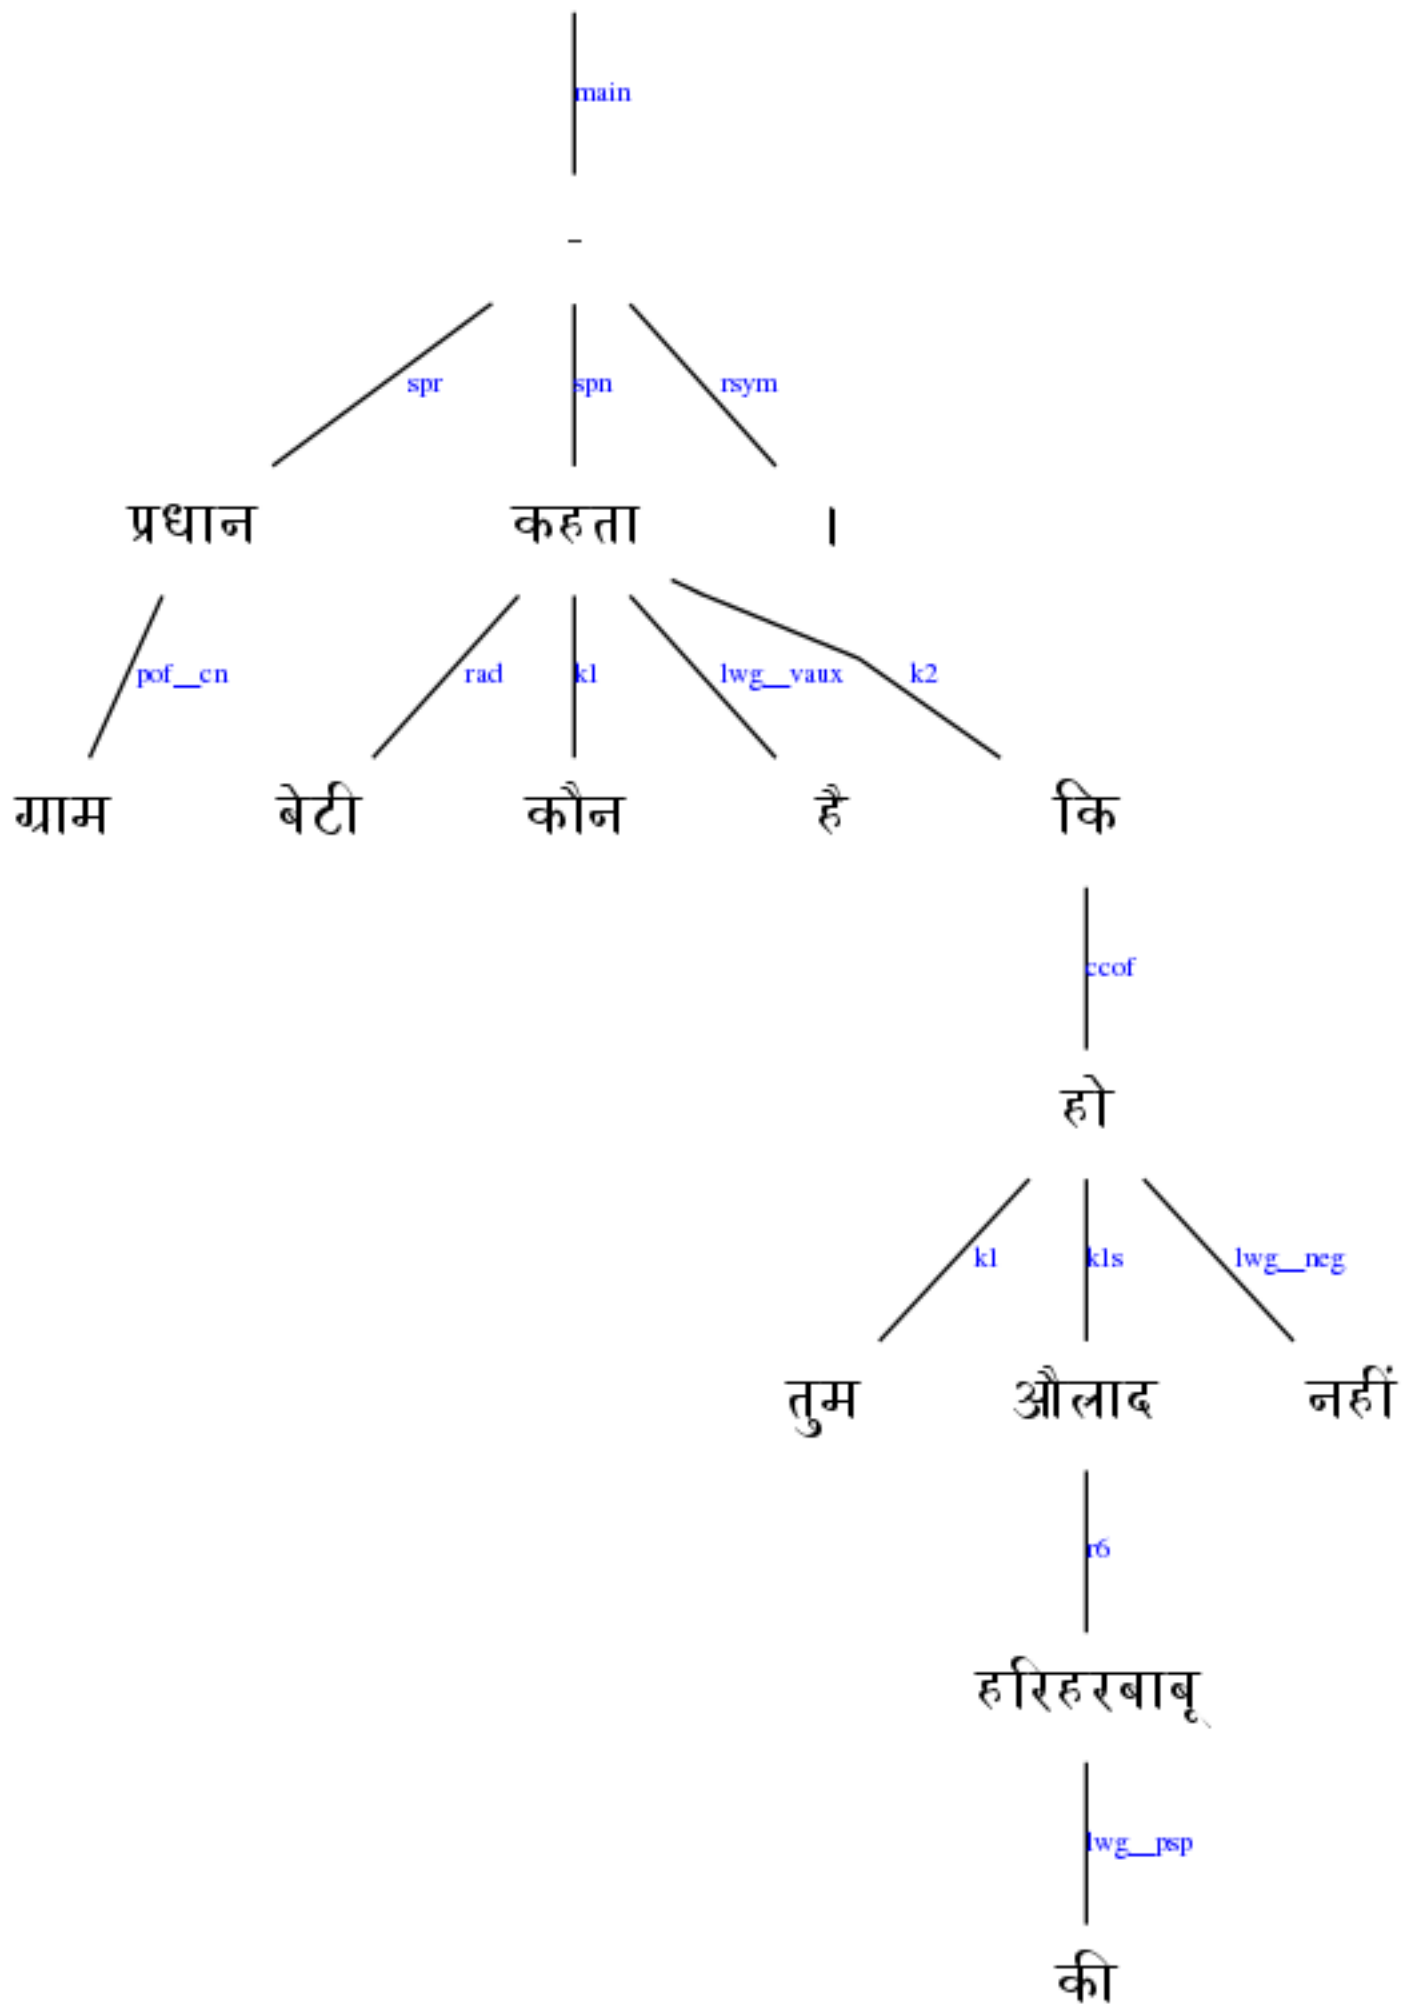 main
-
spr spn rsym
प्रधान कहता ।
pof__cn rad k1 lwg__vaux k2
ग्राम बेटी कौन है कि
ccof
हो
k1 k1s lwg__neg
तुम औलाद नहीं
r6
हरिहरबाबू
lwg__psp
की